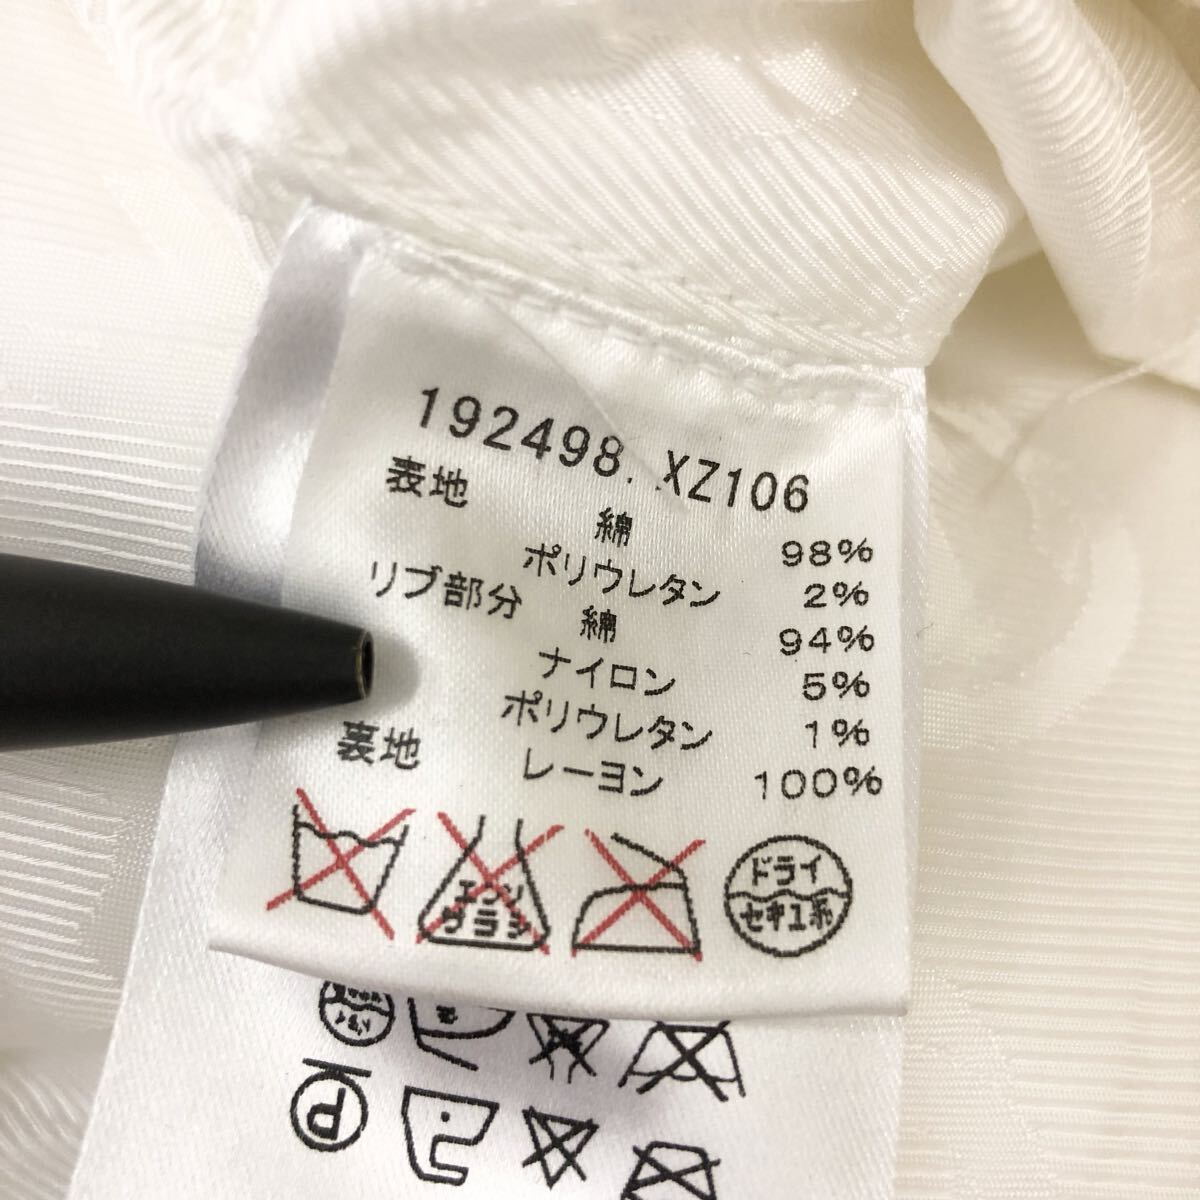 192498. XZ106
表地 綿 98%
ポリウレタン 2%
リブ部分 綿 94%
ナイロン 5%
ポリウレタン 1%
裏地 レーヨン 100%
エンソ
サラシ
ドライ
セキユ系
P